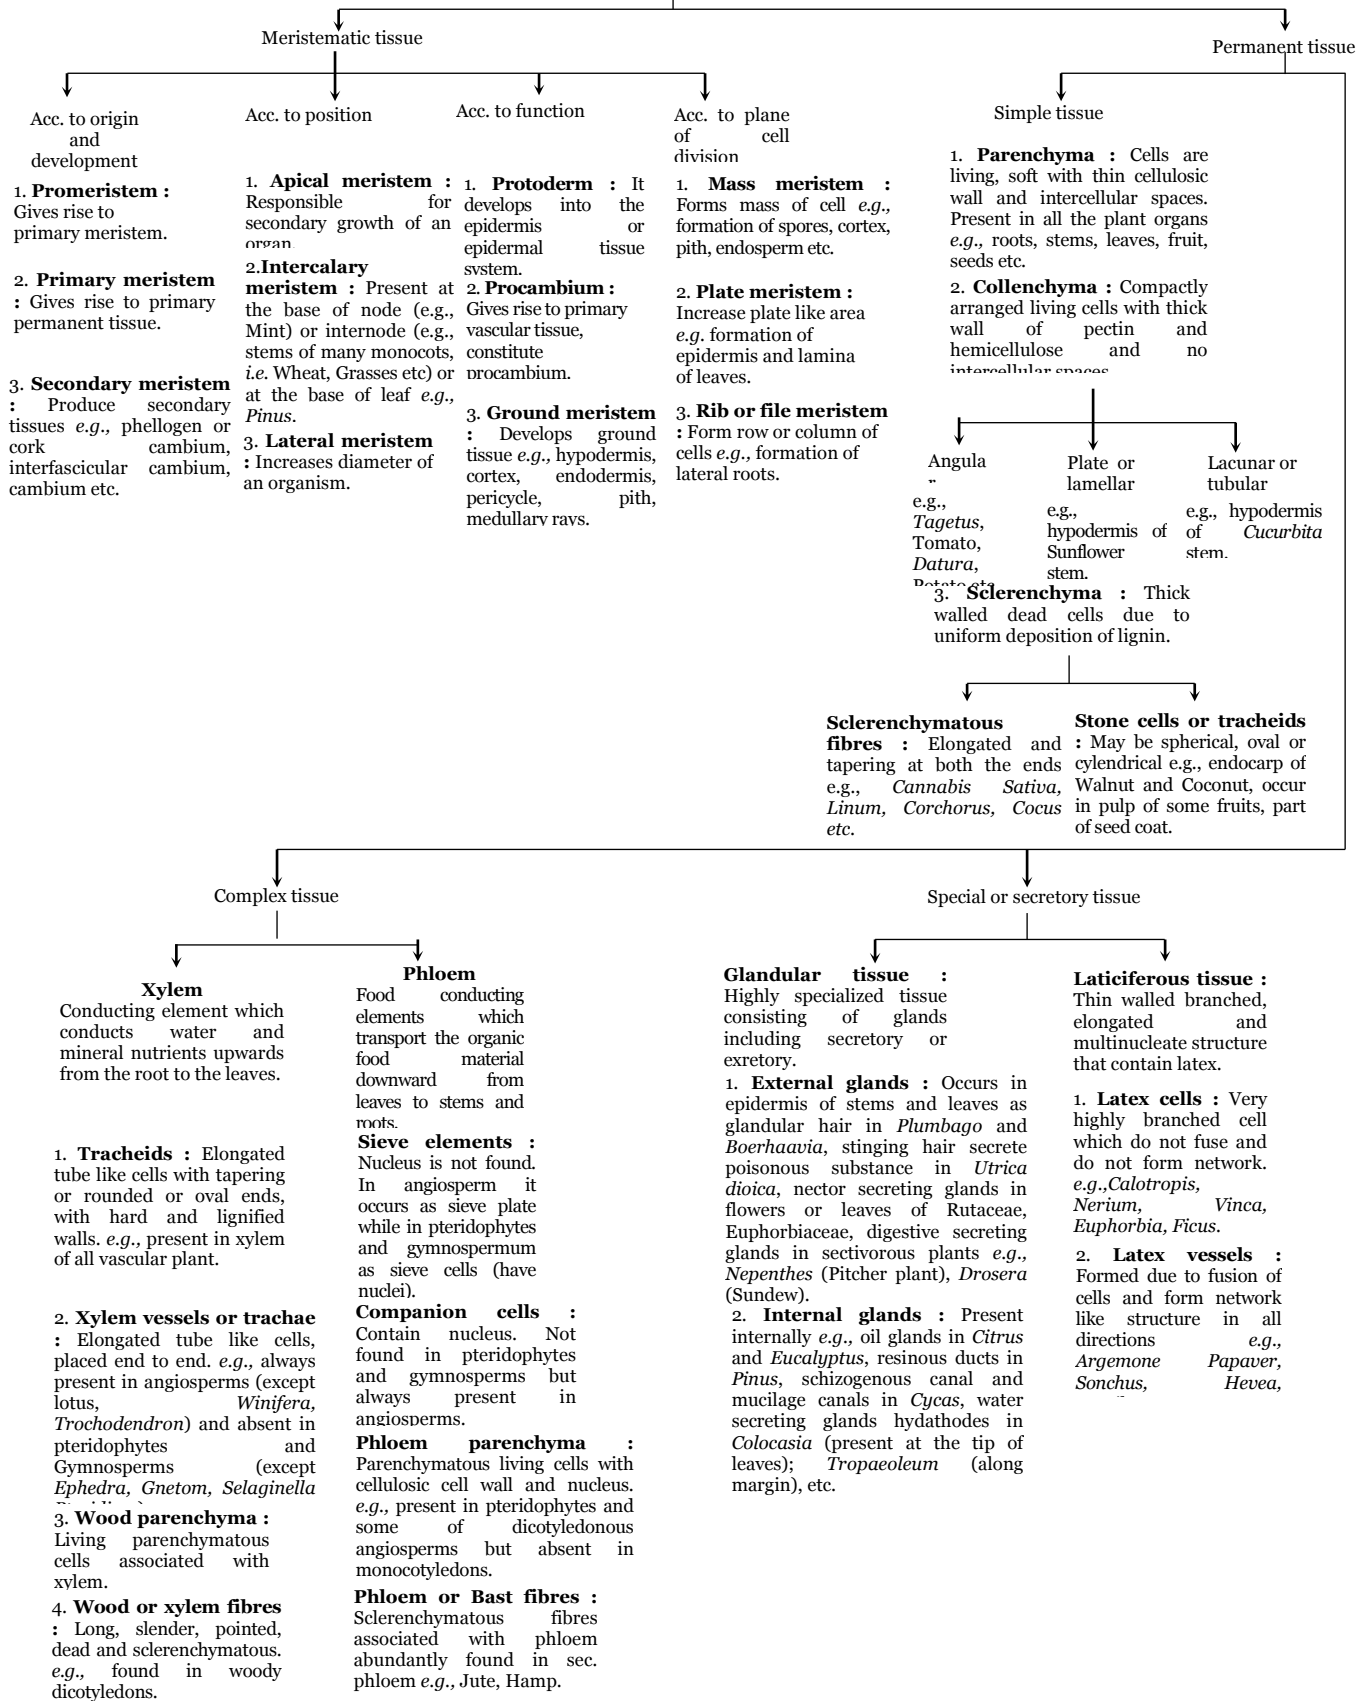 Meristematic tissue
Permanent tissue
Acc. to origin
and
development
Acc. to position
Acc. to function
Acc. to plane
of cell
division
Simple tissue
1. Promeristem :
Gives rise to
primary meristem.
2. Primary meristem
: Gives rise to primary
permanent tissue.
3. Secondary meristem
: Produce secondary
tissues e.g., phellogen or
cork cambium,
interfascicular cambium,
cambium etc.
1. Apical meristem :
Responsible for
secondary growth of an
organ.
2.Intercalary
meristem : Present at
the base of node (e.g.,
Mint) or internode (e.g.,
stems of many monocots,
i.e. Wheat, Grasses etc) or
at the base of leaf e.g.,
Pinus.
3. Lateral meristem
: Increases diameter of
an organism.
1. Protoderm : It
develops into the
epidermis or
epidermal tissue
system.
2. Procambium :
Gives rise to primary
vascular tissue,
constitute
procambium.
3. Ground meristem
: Develops ground
tissue e.g., hypodermis,
cortex, endodermis,
pericycle, pith,
medullary rays.
1. Mass meristem :
Forms mass of cell e.g.,
formation of spores, cortex,
pith, endosperm etc.
2. Plate meristem :
Increase plate like area
e.g. formation of
epidermis and lamina
of leaves.
3. Rib or file meristem
: Form row or column of
cells e.g., formation of
lateral roots.
1. Parenchyma : Cells are
living, soft with thin cellulosic
wall and intercellular spaces.
Present in all the plant organs
e.g., roots, stems, leaves, fruit,
seeds etc.
2. Collenchyma : Compactly
arranged living cells with thick
wall of pectin and
hemicellulose and no
intercellular spaces
Angula
r
e.g.,
Tagetus,
Tomato,
Datura,
Potato etc
Plate or
lamellar
e.g.,
hypodermis of
Sunflower
stem.
Lacunar or
tubular
e.g., hypodermis
of Cucurbita
stem.
3. Sclerenchyma : Thick
walled dead cells due to
uniform deposition of lignin.
Sclerenchymatous
fibres : Elongated and
tapering at both the ends
e.g., Cannabis Sativa,
Linum, Corchorus, Cocus
etc.
Stone cells or tracheids
: May be spherical, oval or
cylendrical e.g., endocarp of
Walnut and Coconut, occur
in pulp of some fruits, part
of seed coat.
Complex tissue
Special or secretory tissue
Xylem
Conducting element which
conducts water and
mineral nutrients upwards
from the root to the leaves.
1. Tracheids : Elongated
tube like cells with tapering
or rounded or oval ends,
with hard and lignified
walls. e.g., present in xylem
of all vascular plant.
2. Xylem vessels or trachae
: Elongated tube like cells,
placed end to end. e.g., always
present in angiosperms (except
lotus, Winifera,
Trochodendron) and absent in
pteridophytes and
Gymnosperms (except
Ephedra, Gnetom, Selaginella
3. Wood parenchyma :
Living parenchymatous
cells associated with
xylem.
4. Wood or xylem fibres
: Long, slender, pointed,
dead and sclerenchymatous.
e.g., found in woody
dicotyledons.
Phloem
Food conducting
elements which
transport the organic
food material
downward from
leaves to stems and
roots.
Sieve elements :
Nucleus is not found.
In angiosperm it
occurs as sieve plate
while in pteridophytes
and gymnospermum
as sieve cells (have
nuclei).
Companion cells :
Contain nucleus. Not
found in pteridophytes
and gymnosperms but
always present in
angiosperms.
Phloem parenchyma :
Parenchymatous living cells with
cellulosic cell wall and nucleus.
e.g., present in pteridophytes and
some of dicotyledonous
angiosperms but absent in
monocotyledons.
Phloem or Bast fibres :
Sclerenchymatous fibres
associated with phloem
abundantly found in sec.
phloem e.g., Jute, Hamp.
Glandular tissue :
Highly specialized tissue
consisting of glands
including secretory or
exretory.
1. External glands : Occurs in
epidermis of stems and leaves as
glandular hair in Plumbago and
Boerhaavia, stinging hair secrete
poisonous substance in Utrica
dioica, nector secreting glands in
flowers or leaves of Rutaceae,
Euphorbiaceae, digestive secreting
glands in sectivorous plants e.g.,
Nepenthes (Pitcher plant), Drosera
(Sundew).
2. Internal glands : Present
internally e.g., oil glands in Citrus
and Eucalyptus, resinous ducts in
Pinus, schizogenous canal and
mucilage canals in Cycas, water
secreting glands hydathodes in
Colocasia (present at the tip of
leaves); Tropaeoleum (along
margin), etc.
Laticiferous tissue :
Thin walled branched,
elongated and
multinucleate structure
that contain latex.
1. Latex cells : Very
highly branched cell
which do not fuse and
do not form network.
e.g.,Calotropis,
Nerium, Vinca,
Euphorbia, Ficus.
2. Latex vessels :
Formed due to fusion of
cells and form network
like structure in all
directions e.g.,
Argemone Papaver,
Sonchus, Hevea,